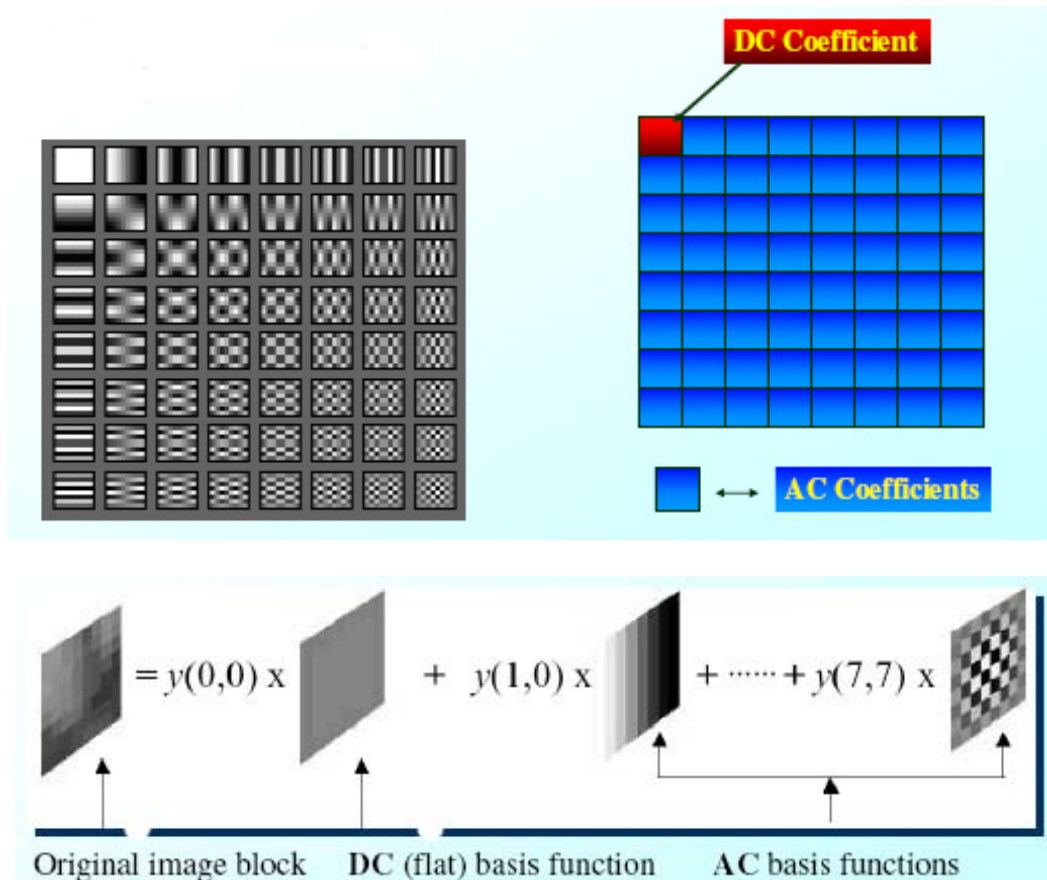 DC Coefficient
AC Coefficients
= y(0,0) x + y(1,0) x + ······ + y(7,7) x
Original image block DC (flat) basis function AC basis functions